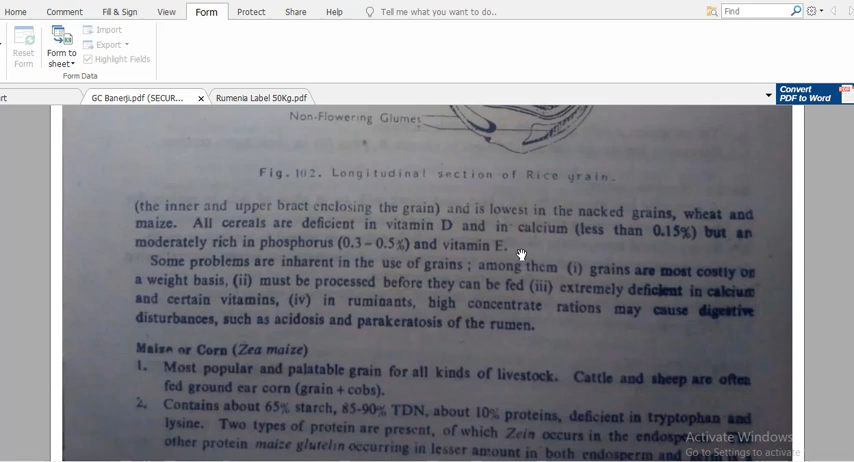 Home Comment Fill & Sign View Form Protect Share Help Tell me what you want to do.. Find
Reset Form
Form to sheet
Import
Export
Highlight Fields
Form Data
rt GC Banerji.pdf (SECUR... × Rumenia Label 50Kg.pdf
Convert PDF to Word
Non-Flowering Glumes
Fig. 102. Longitudinal section of Rice grain.
(the inner and upper bract enclosing the grain) and is lowest in the nacked grains, wheat and
maize. All cereals are deficient in vitamin D and in calcium (less than 0.15%) but an
moderately rich in phosphorus (0.3 – 0.5%) and vitamin E.
Some problems are inharent in the use of grains ; among them (i) grains are most costly on
a weight basis, (ii) must be processed before they can be fed (iii) extremely deficient in calcium
and certain vitamins, (iv) in ruminants, high concentrate rations may cause digestive
disturbances, such as acidosis and parakeratosis of the rumen.
Maize or Corn (Zea maize)
1. Most popular and palatable grain for all kinds of livestock. Cattle and sheep are often
fed ground ear corn (grain + cobs).
2. Contains about 65% starch, 85-90% TDN, about 10% proteins, deficient in tryptophan and
lysine. Two types of protein are present, of which Zein occurs in the
other protein maize glutelin occurring in lesser amount in both endosperm and
Activate Windows
Go to Settings to activate